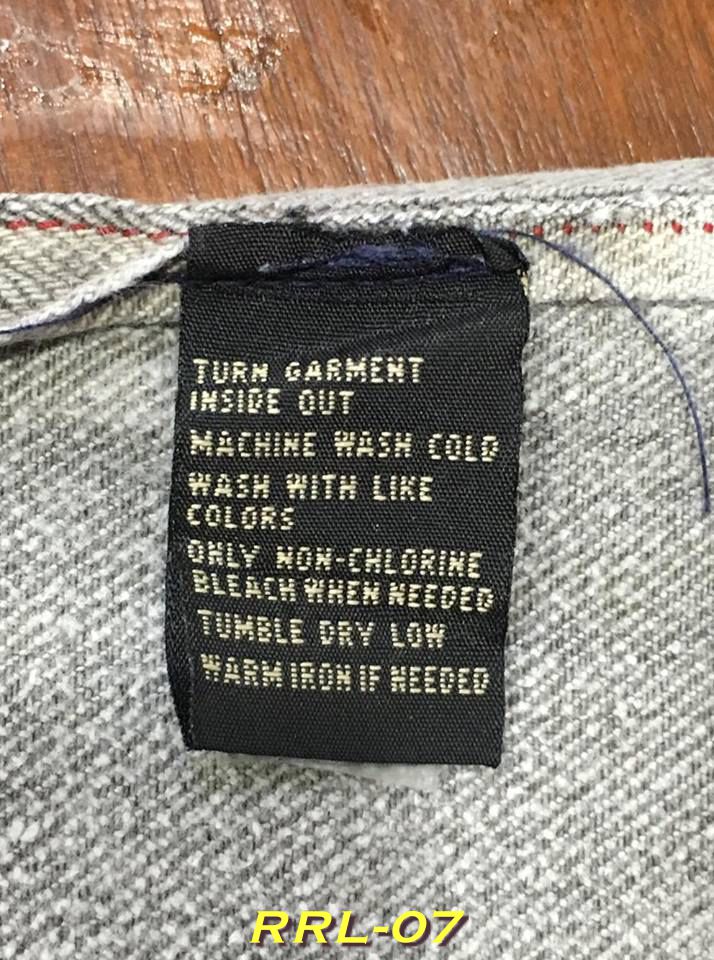 TURN GARMENT
INSIDE OUT
MACHINE WASH COLD
WASH WITH LIKE
COLORS
ONLY NON-CHLORINE
BLEACH WHEN NEEDED
TUMBLE DRY LOW
WARM IRON IF NEEDED
RRL-07